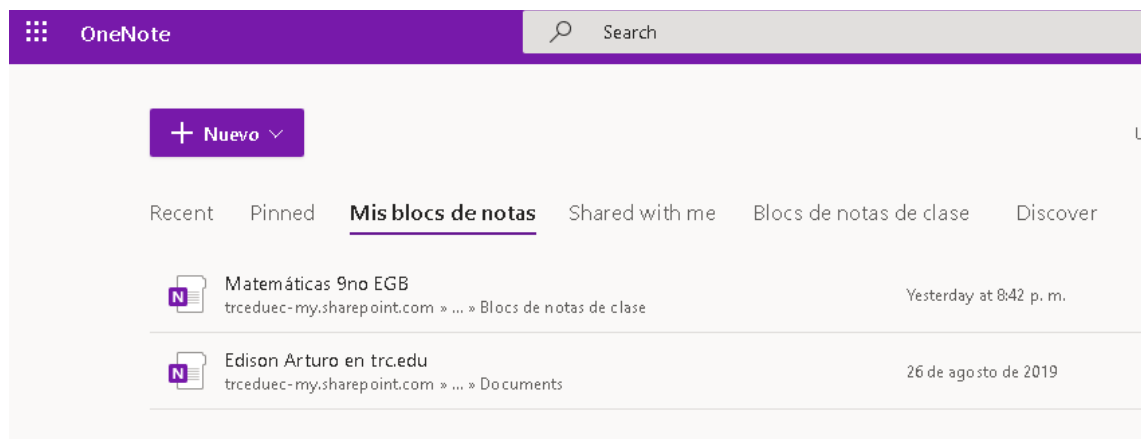 OneNote
Search
Nuevo
Recent Pinned Mis blocs de notas Shared with me Blocs de notas de clase Discover
Matemáticas 9no EGB
trceduec-my.sharepoint.com » ... » Blocs de notas de clase
Yesterday at 8:42 p. m.
Edison Arturo en trc.edu
trceduec-my.sharepoint.com » ... » Documents
26 de agosto de 2019